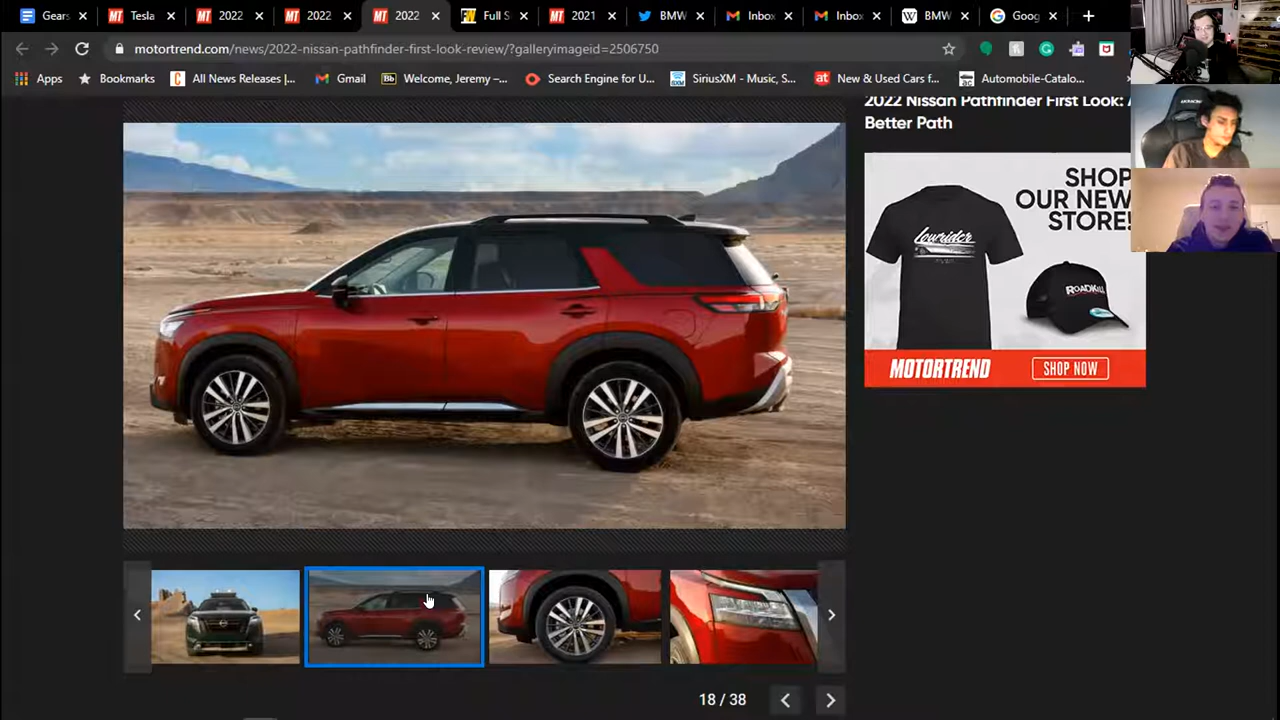 Gears
Tesla
2022
2022
2022
Full S
2021
BMW
Inbox
Inbox
BMW
Goog
motortrend.com/news/2022-nissan-pathfinder-first-look-review/?galleryimageid=2506750
Apps
Bookmarks
All News Releases |...
Gmail
Welcome, Jeremy –...
Search Engine for U...
SiriusXM - Music, S...
New & Used Cars f...
Automobile-Catalo...
2022 Nissan Pathfinder First Look: A
Better Path
SHOP
OUR NEW
STORE!
lowrider
ROADKILL
MOTORTREND
SHOP NOW
18 / 38